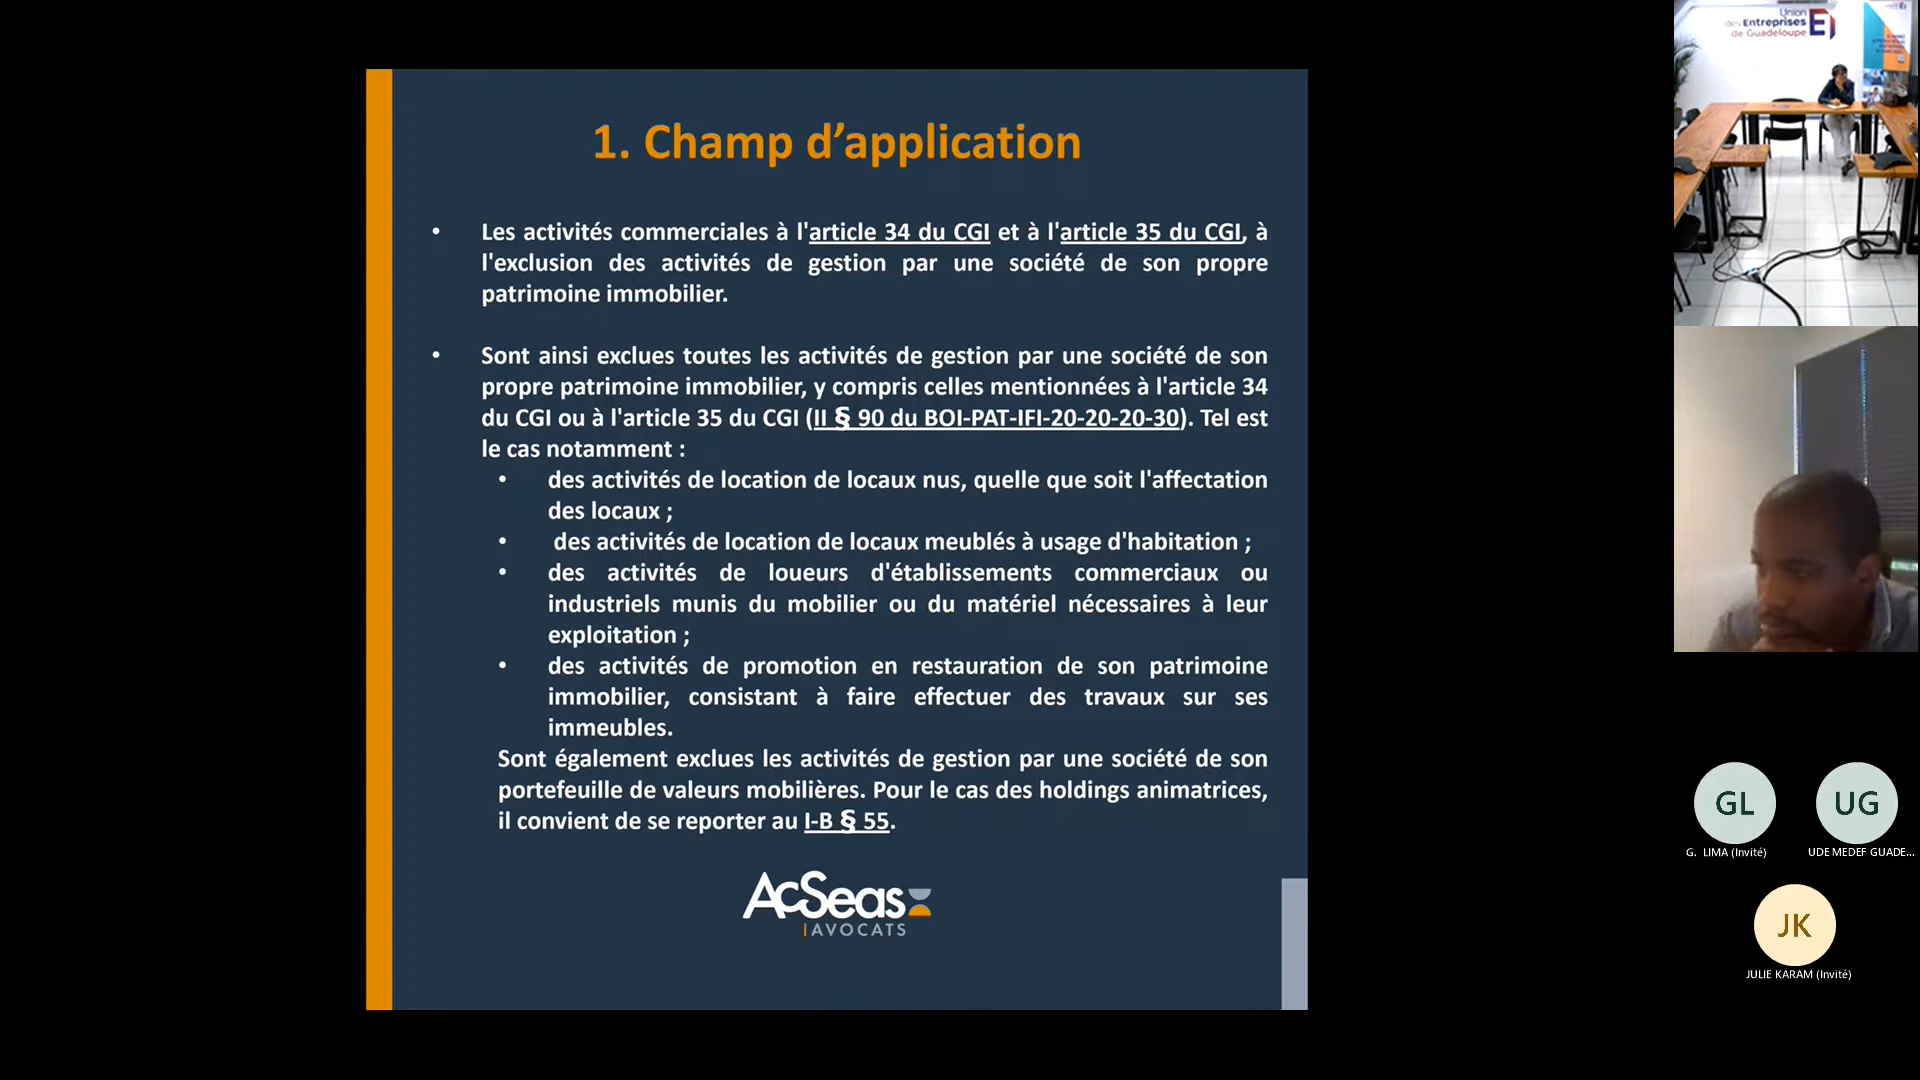 1. Champ d’application
• Les activités commerciales à l'article 34 du CGI et à l'article 35 du CGI, à
l'exclusion des activités de gestion par une société de son propre
patrimoine immobilier.
• Sont ainsi exclues toutes les activités de gestion par une société de son
propre patrimoine immobilier, y compris celles mentionnées à l'article 34
du CGI ou à l'article 35 du CGI (II § 90 du BOI-PAT-IFI-20-20-20-30). Tel est
le cas notamment :
• des activités de location de locaux nus, quelle que soit l'affectation
des locaux ;
• des activités de location de locaux meublés à usage d'habitation ;
• des activités de loueurs d'établissements commerciaux ou
industriels munis du mobilier ou du matériel nécessaires à leur
exploitation ;
• des activités de promotion en restauration de son patrimoine
immobilier, consistant à faire effectuer des travaux sur ses
immeubles.
Sont également exclues les activités de gestion par une société de son
portefeuille de valeurs mobilières. Pour le cas des holdings animatrices,
il convient de se reporter au I-B § 55.
AcSeas
AVOCATS
Union
des Entreprises
de Guadeloupe
GL
UG
G. LIMA (Invité)
UDE MEDEF GUADE...
JK
JULIE KARAM (Invité)